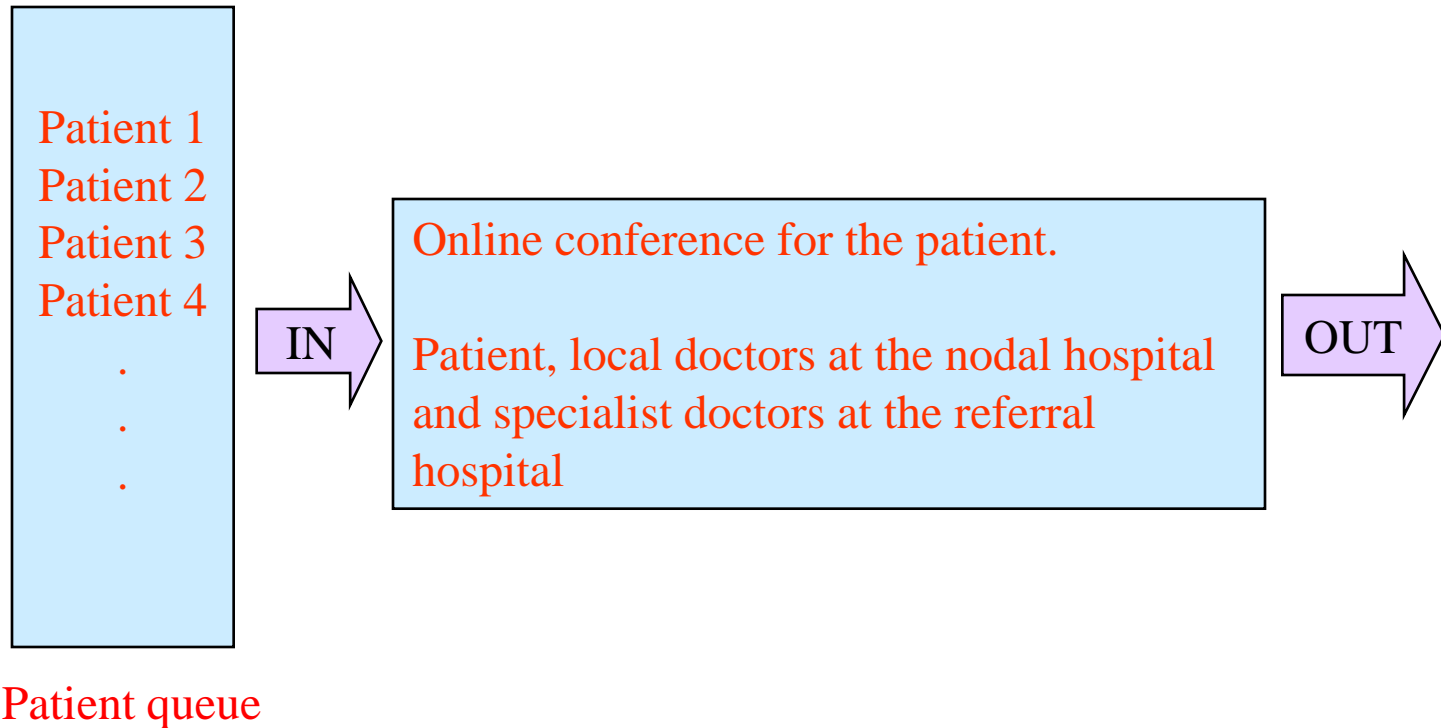 Patient 1
Patient 2
Patient 3
Patient 4
.
.
.
Patient queue
IN
Online conference for the patient.
Patient, local doctors at the nodal hospital
and specialist doctors at the referral
hospital
OUT